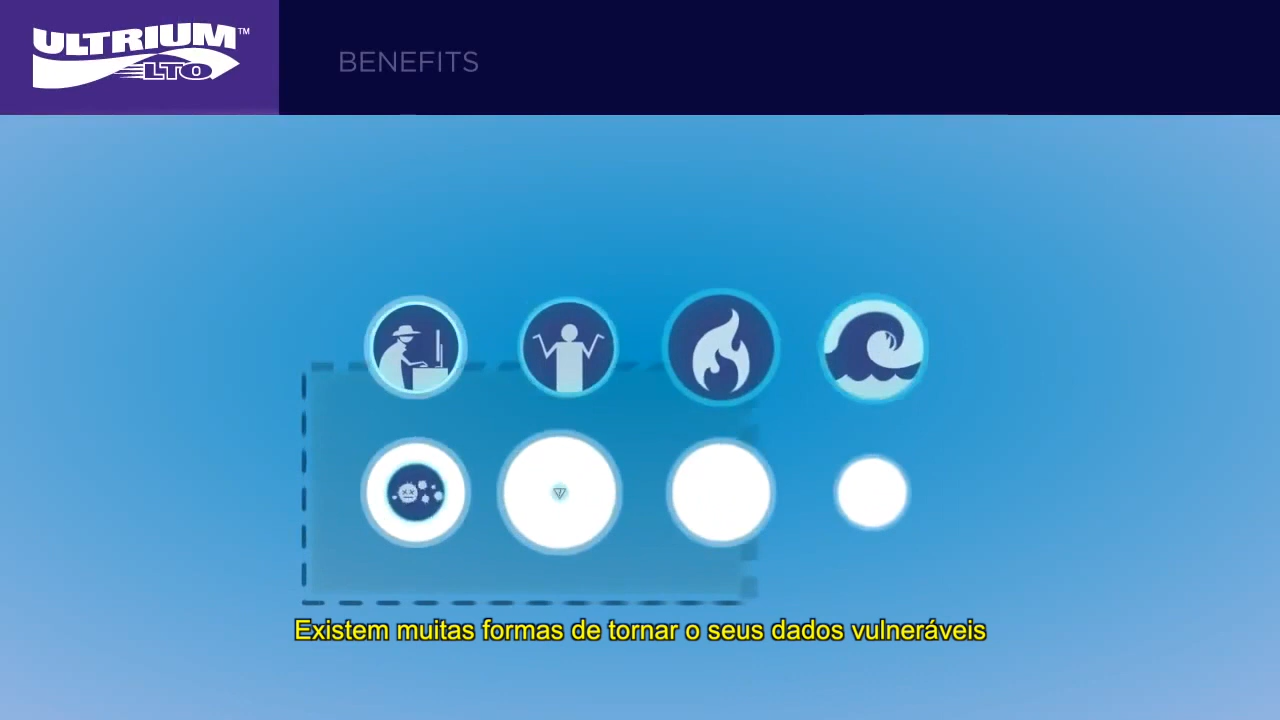 ULTRIUM™
LTO
BENEFITS
Existem muitas formas de tornar o seus dados vulneráveis